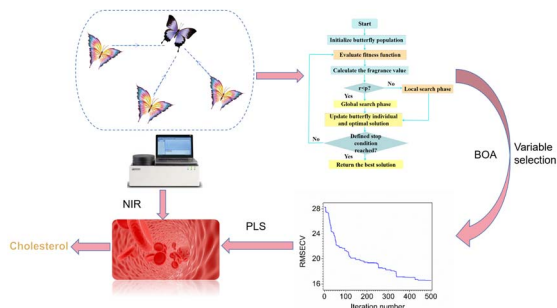 Start
Initialize butterfly population
Evaluate fitness function
Calculate the fragrance value
r<p?
No
Local search phase
Yes
Global search phase
Update butterfly individual
and optimal solution
No
Defined stop
condition
reached?
Yes
Return the best solution
BOA
Variable
selection
NIR
PLS
Cholesterol
28
24
20
16
RMSECV
0
100
200
300
400
500
Iteration number